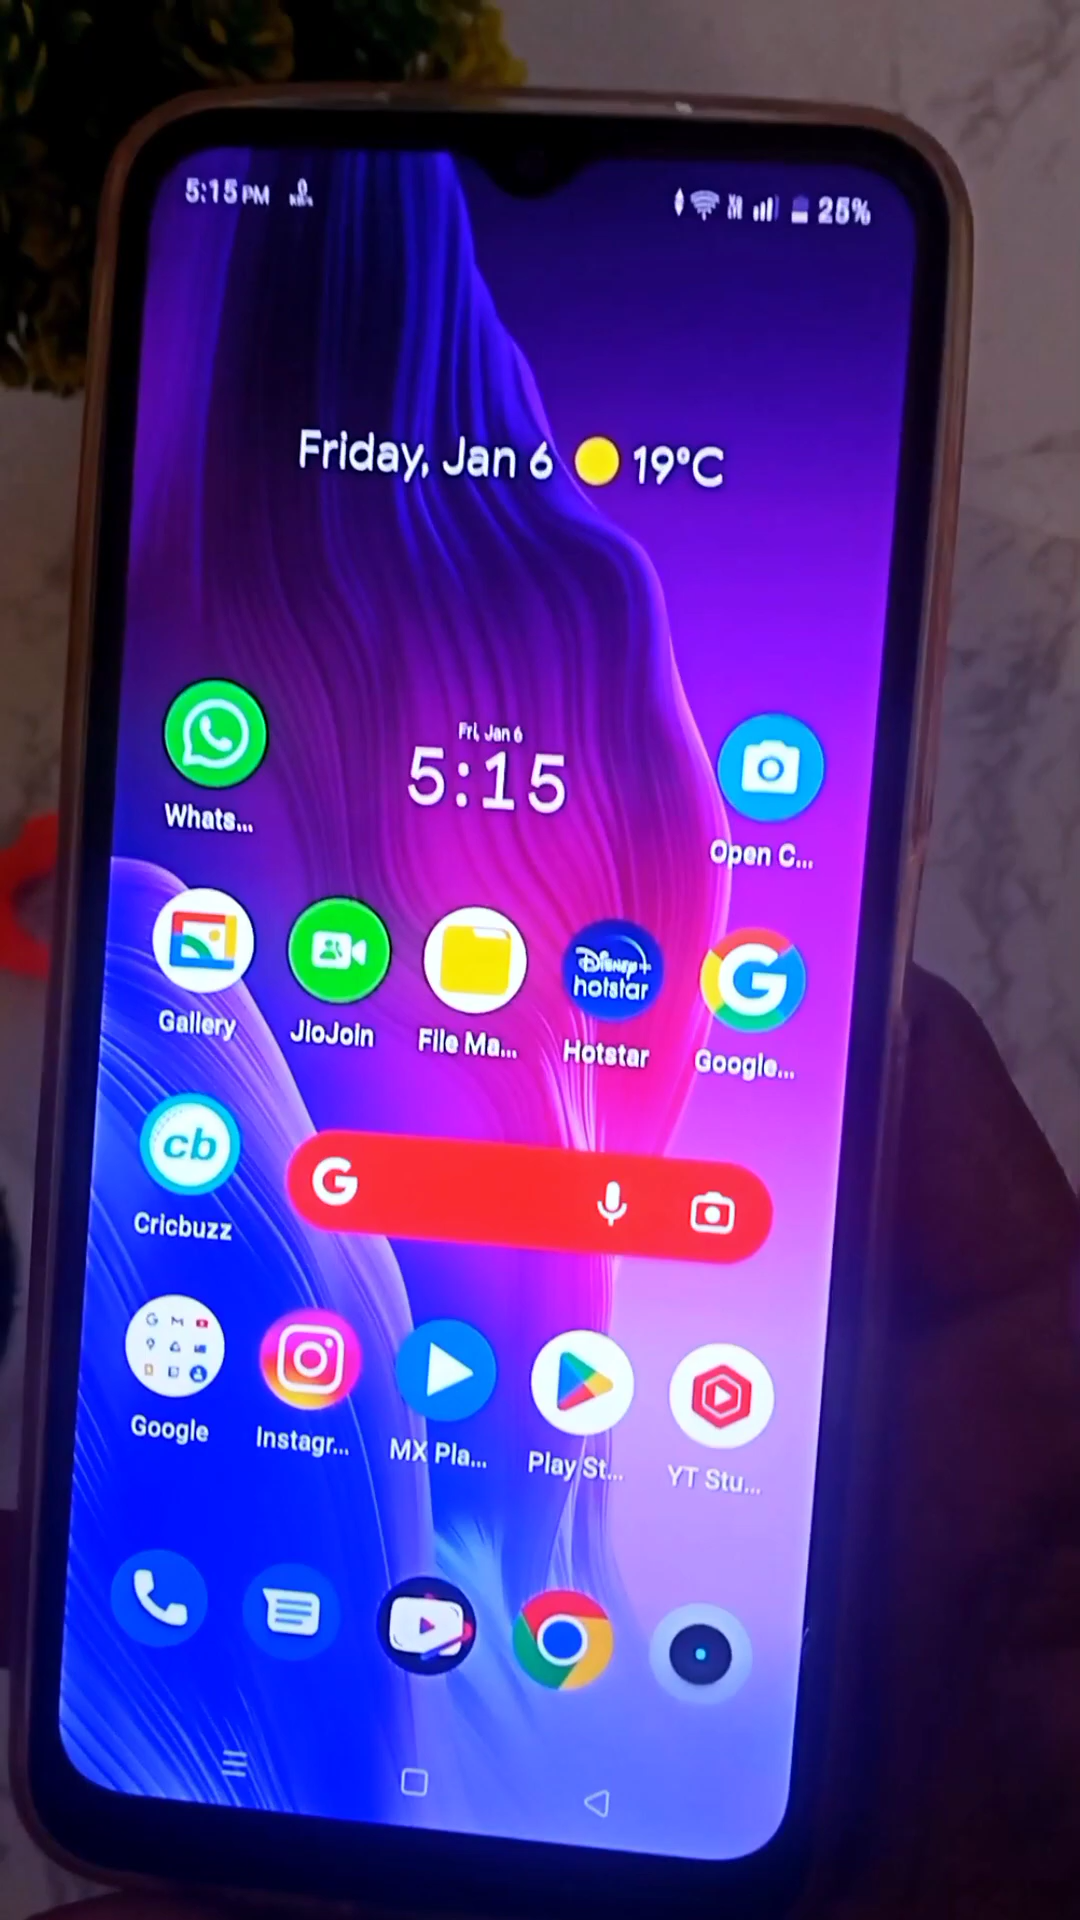 5:15 PM 25%
Friday, Jan 6 19°C
Fri, Jan 6
5:15
Whats...
Open C...
Disney+
hotstar
Gallery
JioJoin
File Ma...
Hotstar
Google...
cb
Cricbuzz
Google
Instagr...
MX Pla...
Play St...
YT Stu...